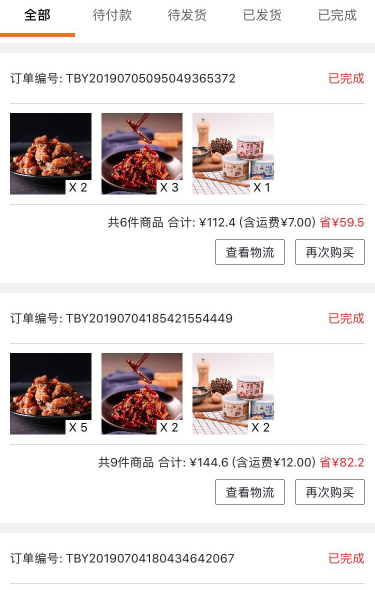 全部 待付款 待发货 已发货 已完成
订单编号: TBY20190705095049365372 已完成
X 2 X 3 X 1
共6件商品 合计: ¥112.4 (含运费¥7.00) 省¥59.5
查看物流 再次购买
订单编号: TBY20190704185421554449 已完成
X 5 X 2 X 2
共9件商品 合计: ¥144.6 (含运费¥12.00) 省¥82.2
查看物流 再次购买
订单编号: TBY20190704180434642067 已完成